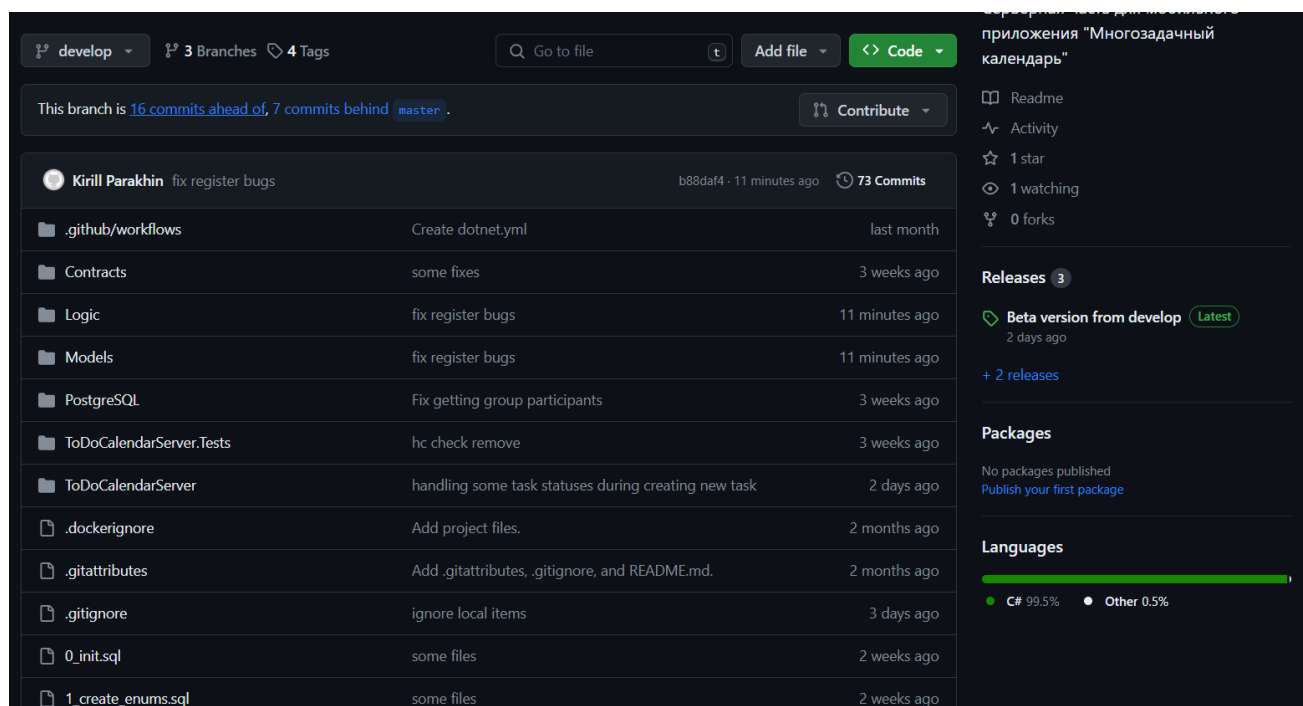 develop
3 Branches
4 Tags
Go to file
t
Add file
Code
This branch is 16 commits ahead of, 7 commits behind master .
Contribute
Kirill Parakhin fix register bugs
b88daf4 · 11 minutes ago
73 Commits
.github/workflows
Create dotnet.yml
last month
Contracts
some fixes
3 weeks ago
Logic
fix register bugs
11 minutes ago
Models
fix register bugs
11 minutes ago
PostgreSQL
Fix getting group participants
3 weeks ago
ToDoCalendarServer.Tests
hc check remove
3 weeks ago
ToDoCalendarServer
handling some task statuses during creating new task
2 days ago
.dockerignore
Add project files.
2 months ago
.gitattributes
Add .gitattributes, .gitignore, and README.md.
2 months ago
.gitignore
ignore local items
3 days ago
0_init.sql
some files
2 weeks ago
1_create_enums.sql
some files
2 weeks ago
Серверная часть для мобильного
приложения "Многозадачный
календарь"
Readme
Activity
1 star
1 watching
0 forks
Releases 3
Beta version from develop
Latest
2 days ago
+ 2 releases
Packages
No packages published
Publish your first package
Languages
C# 99.5%
Other 0.5%